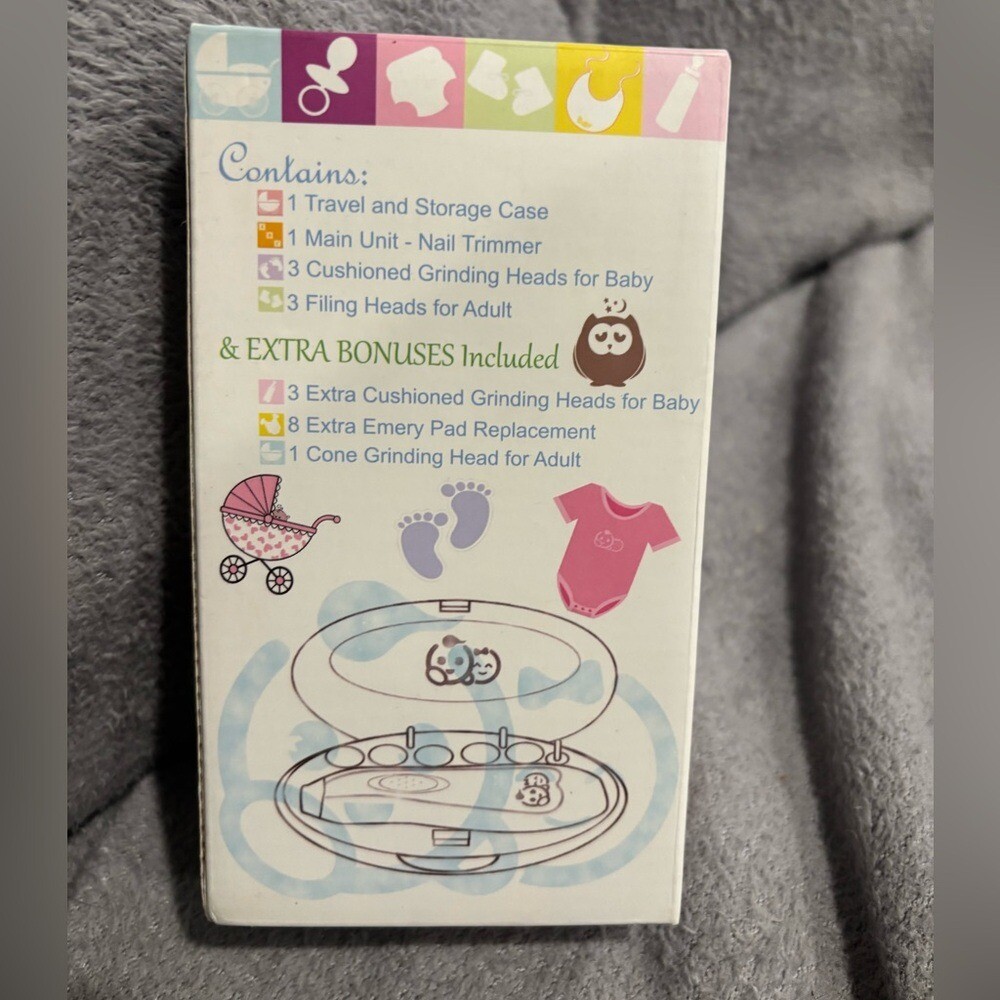 Contains:
1 Travel and Storage Case
1 Main Unit - Nail Trimmer
3 Cushioned Grinding Heads for Baby
3 Filing Heads for Adult
& EXTRA BONUSES Included
3 Extra Cushioned Grinding Heads for Baby
8 Extra Emery Pad Replacement
1 Cone Grinding Head for Adult